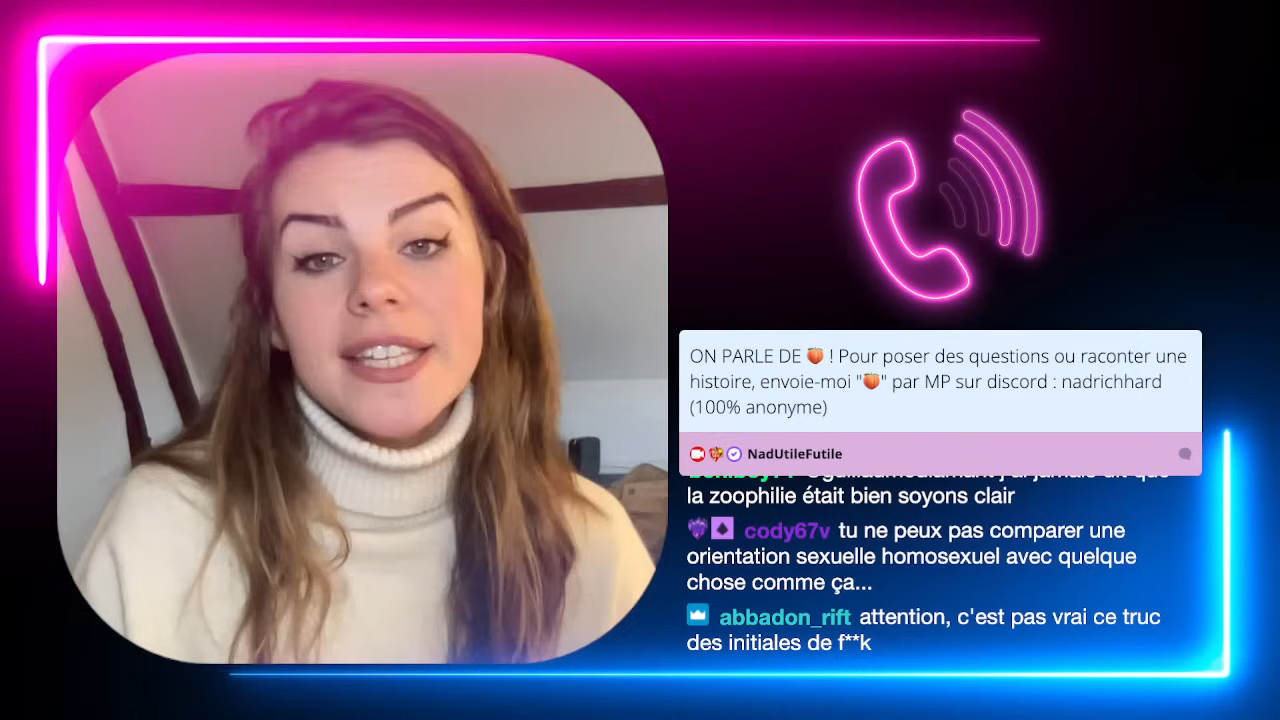 ON PARLE DE 🍑 ! Pour poser des questions ou raconter une
histoire, envoie-moi "🍑" par MP sur discord : nadrichhard
(100% anonyme)
NadUtileFutile
la zoophilie était bien soyons clair
cody67v tu ne peux pas comparer une
orientation sexuelle homosexuel avec quelque
chose comme ça...
abbadon_rift attention, c'est pas vrai ce truc
des initiales de f**k